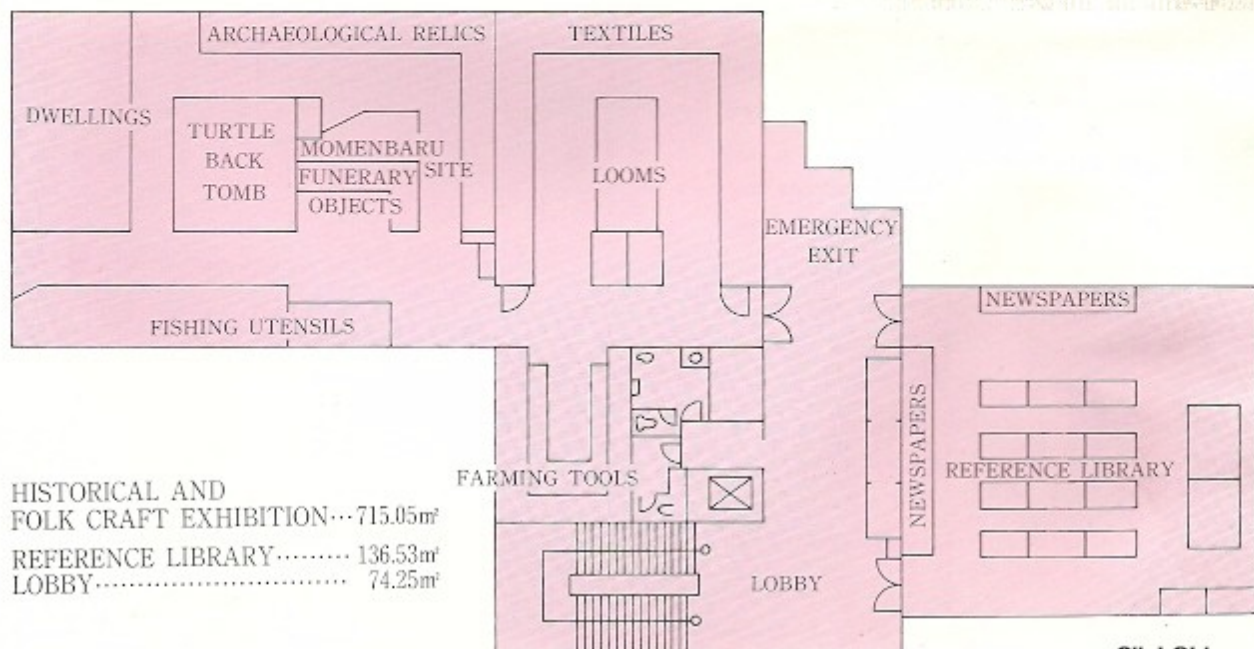 ARCHAEOLOGICAL RELICS
TEXTILES
DWELLINGS
TURTLE
BACK
TOMB
MOMENBARU
SITE
FUNERARY
OBJECTS
LOOMS
EMERGENCY
EXIT
FISHING UTENSILS
NEWSPAPERS
NEWSPAPERS
REFERENCE LIBRARY
FARMING TOOLS
LOBBY
HISTORICAL AND
FOLK CRAFT EXHIBITION···715.05m²
REFERENCE LIBRARY········· 136.53m²
LOBBY······························ 74.25m²